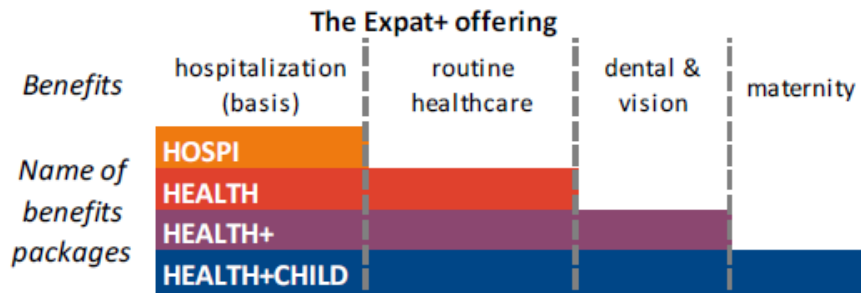 The Expat+ offering
Benefits
hospitalization
(basis)
routine
healthcare
dental &
vision
maternity
Name of
benefits
packages
HOSPI
HEALTH
HEALTH+
HEALTH+CHILD